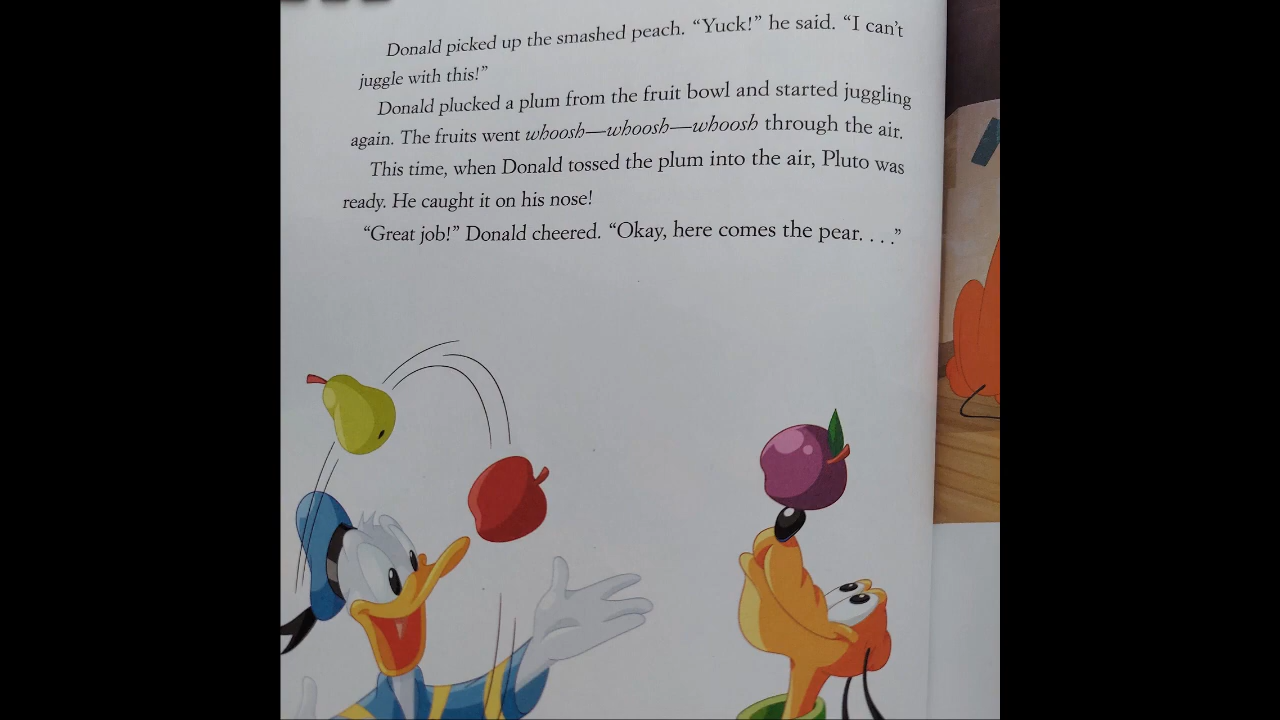 Donald picked up the smashed peach. “Yuck!” he said. “I can’t
juggle with this!”
Donald plucked a plum from the fruit bowl and started juggling
again. The fruits went whoosh—whoosh—whoosh through the air.
This time, when Donald tossed the plum into the air, Pluto was
ready. He caught it on his nose!
“Great job!” Donald cheered. “Okay, here comes the pear. . . .”